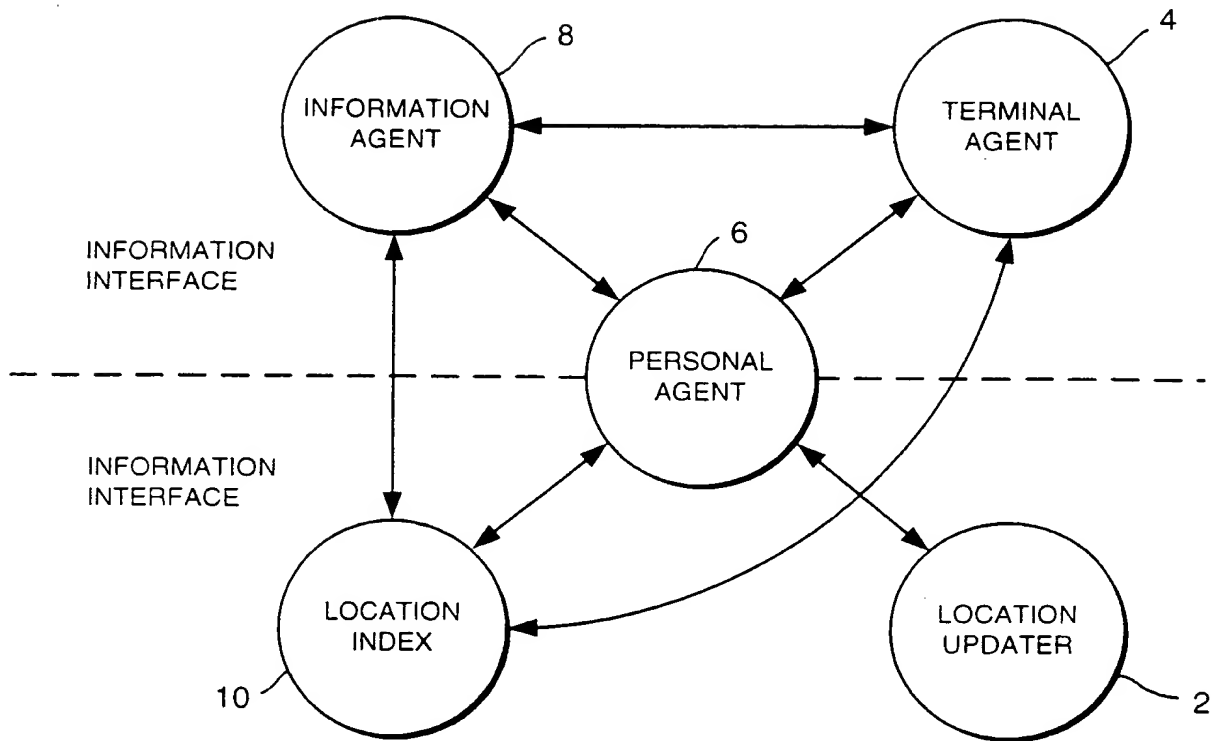 8
4
INFORMATION
AGENT
TERMINAL
AGENT
6
INFORMATION
INTERFACE
PERSONAL
AGENT
INFORMATION
INTERFACE
LOCATION
INDEX
LOCATION
UPDATER
10
2